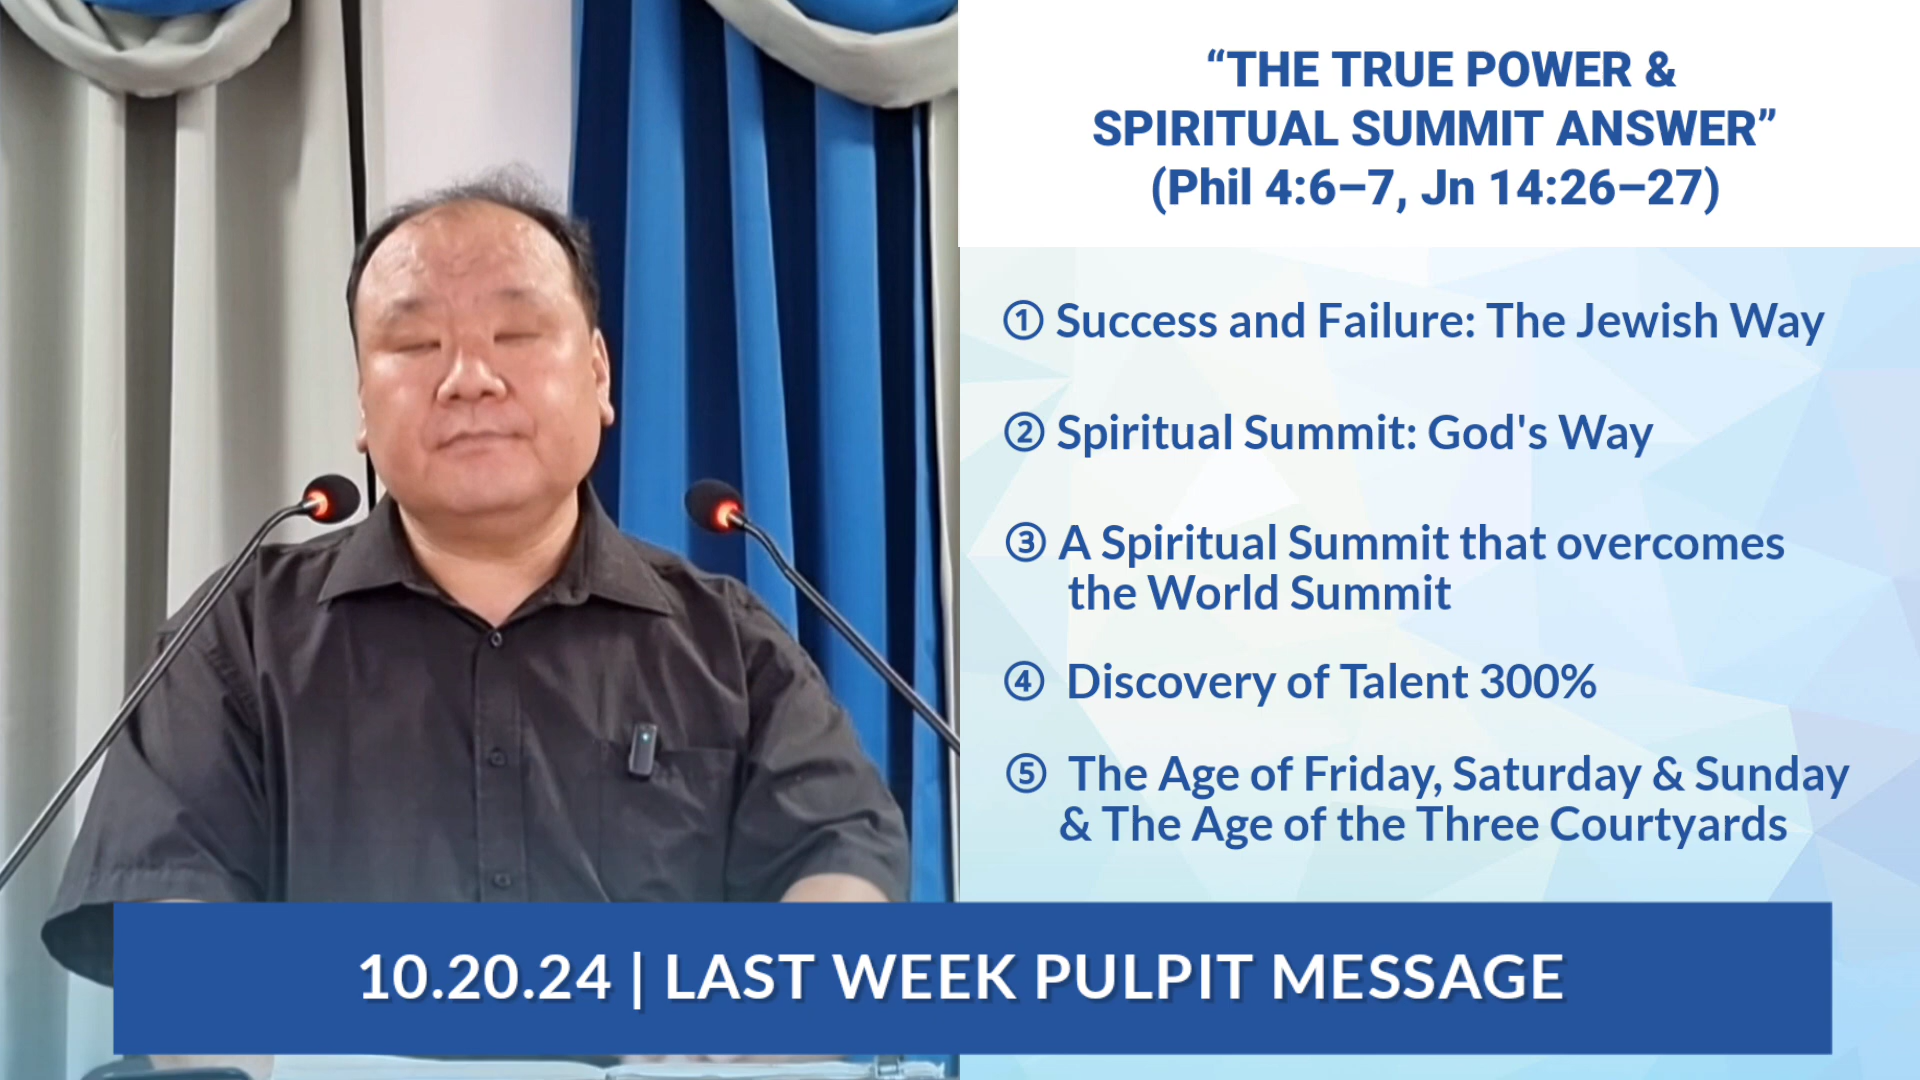 “THE TRUE POWER &
SPIRITUAL SUMMIT ANSWER”
(Phil 4:6–7, Jn 14:26–27)
① Success and Failure: The Jewish Way
② Spiritual Summit: God's Way
③ A Spiritual Summit that overcomes
the World Summit
④ Discovery of Talent 300%
⑤ The Age of Friday, Saturday & Sunday
& The Age of the Three Courtyards
10.20.24 | LAST WEEK PULPIT MESSAGE